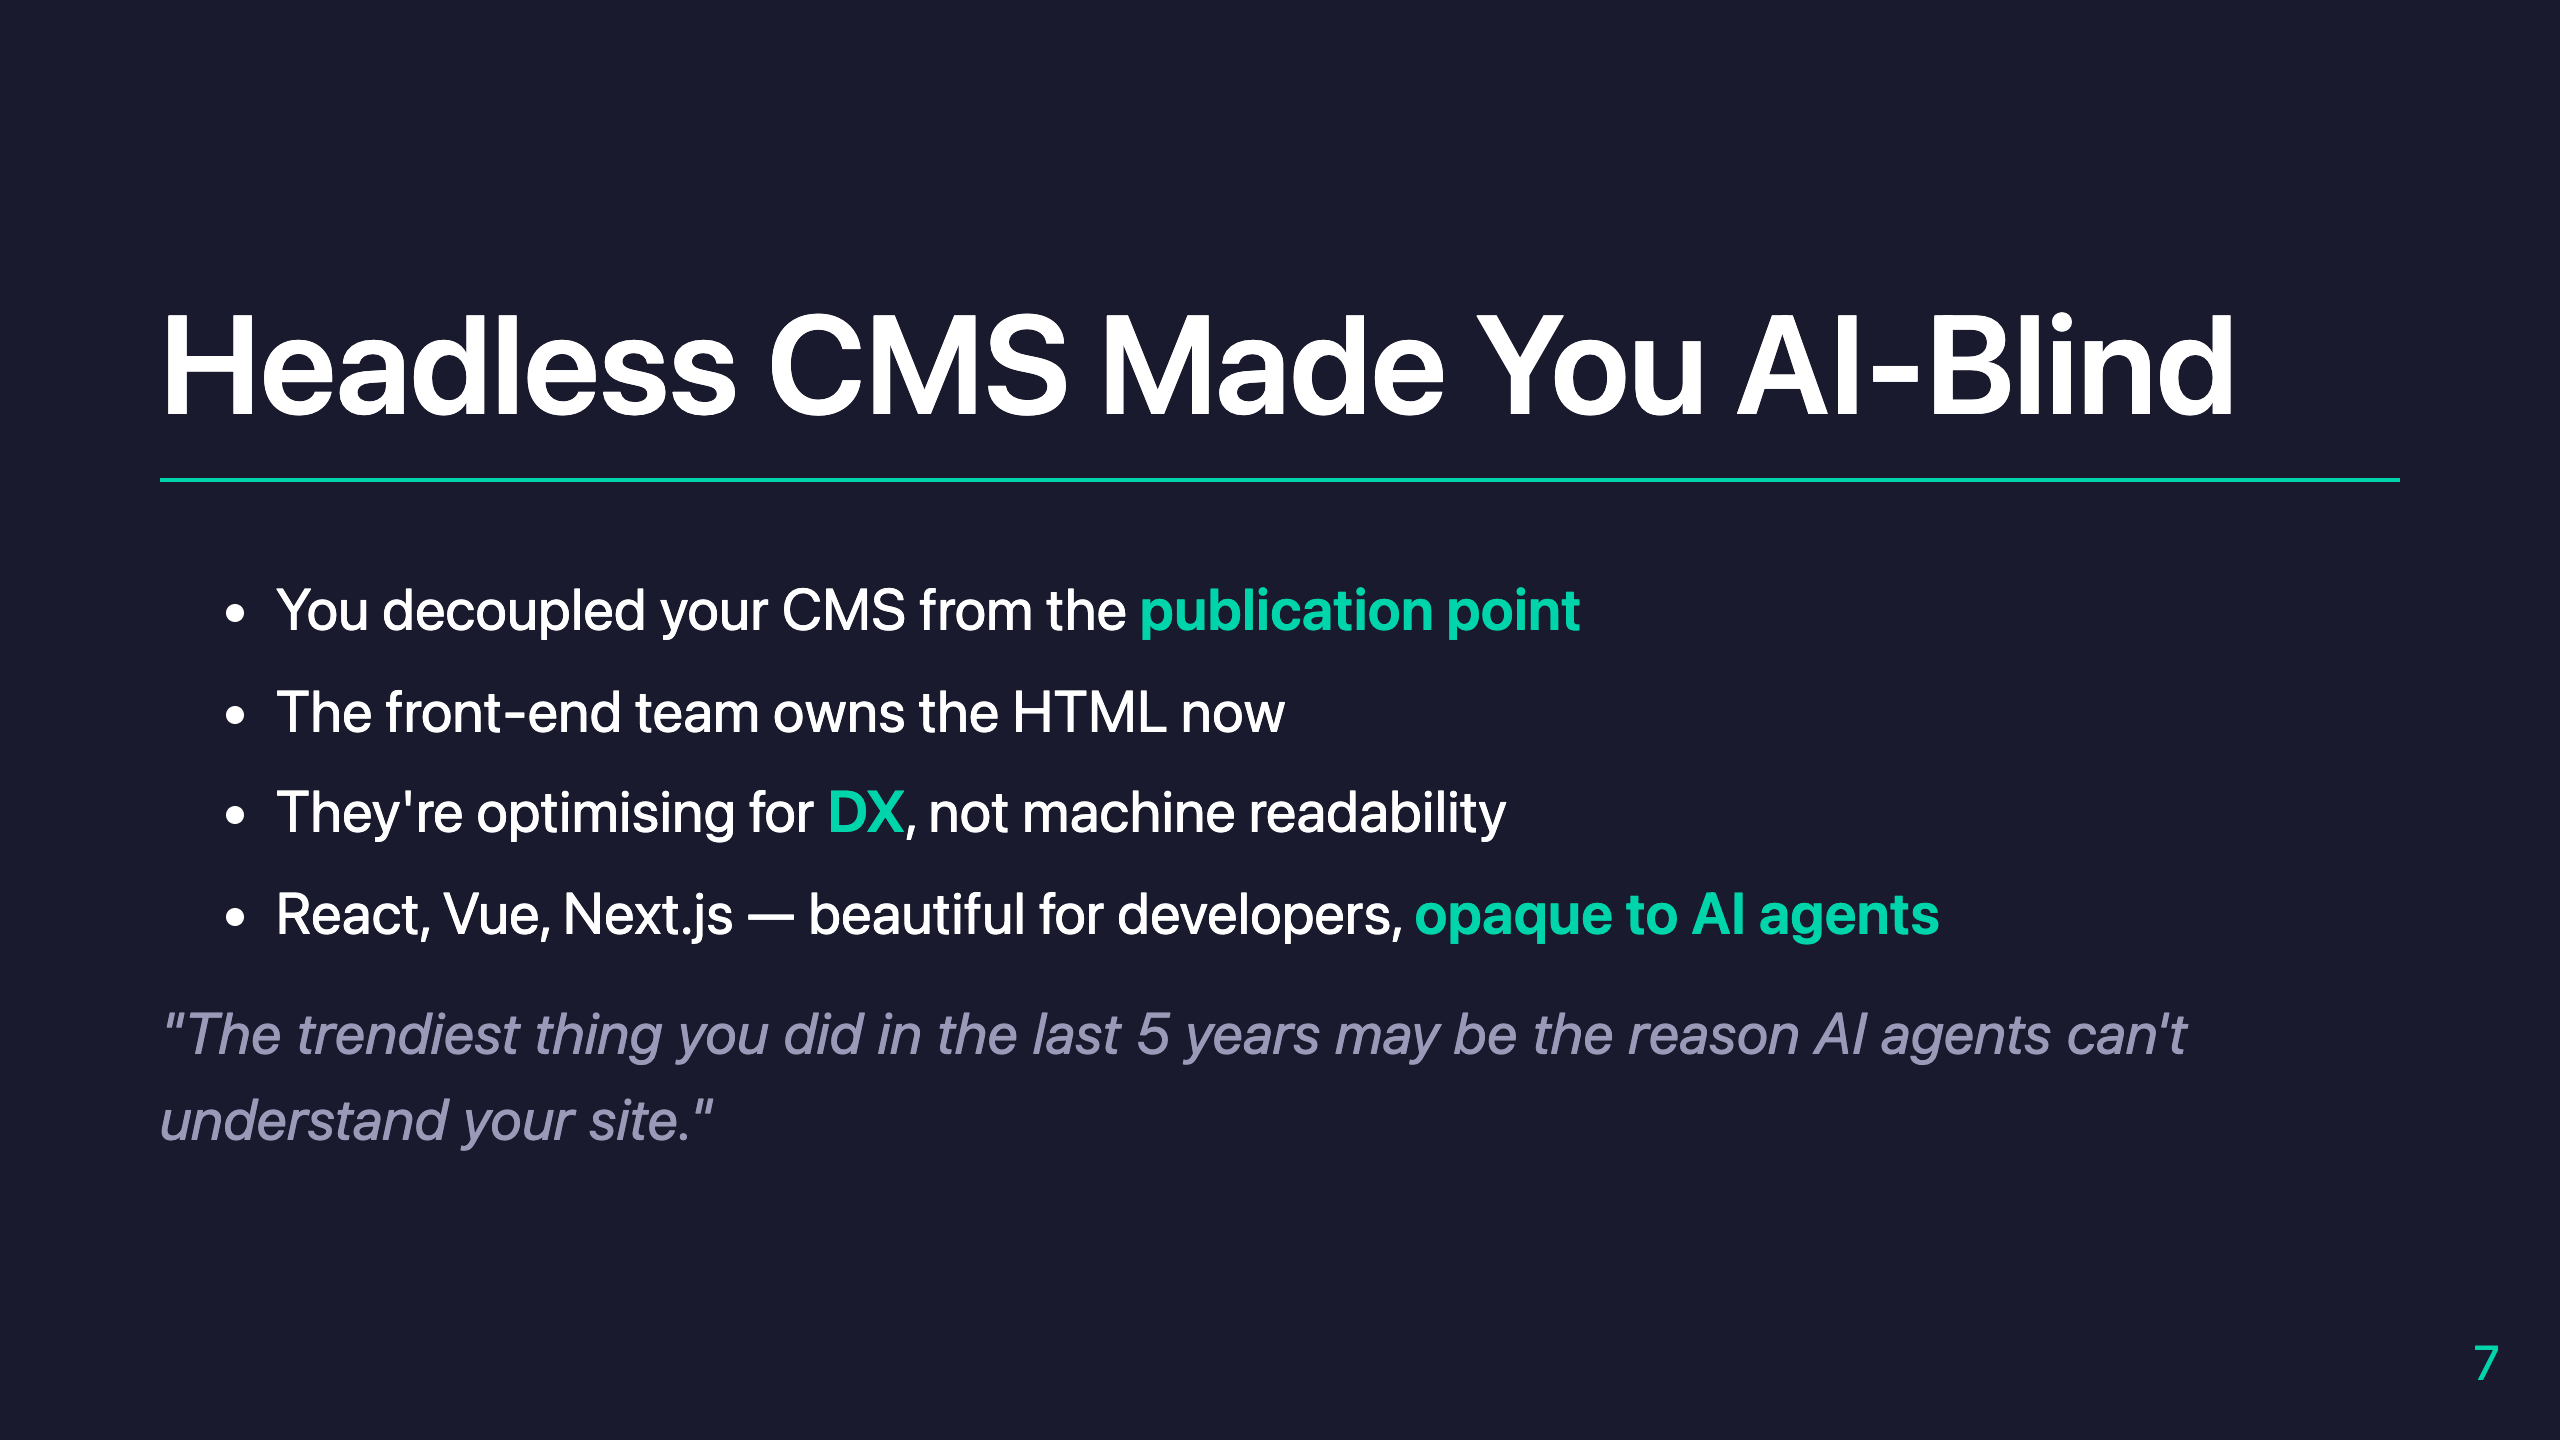 Headless CMS Made You AI-Blind
• You decoupled your CMS from the publication point
• The front-end team owns the HTML now
• They're optimising for DX, not machine readability
• React, Vue, Next.js — beautiful for developers, opaque to AI agents
"The trendiest thing you did in the last 5 years may be the reason AI agents can't
understand your site."
7